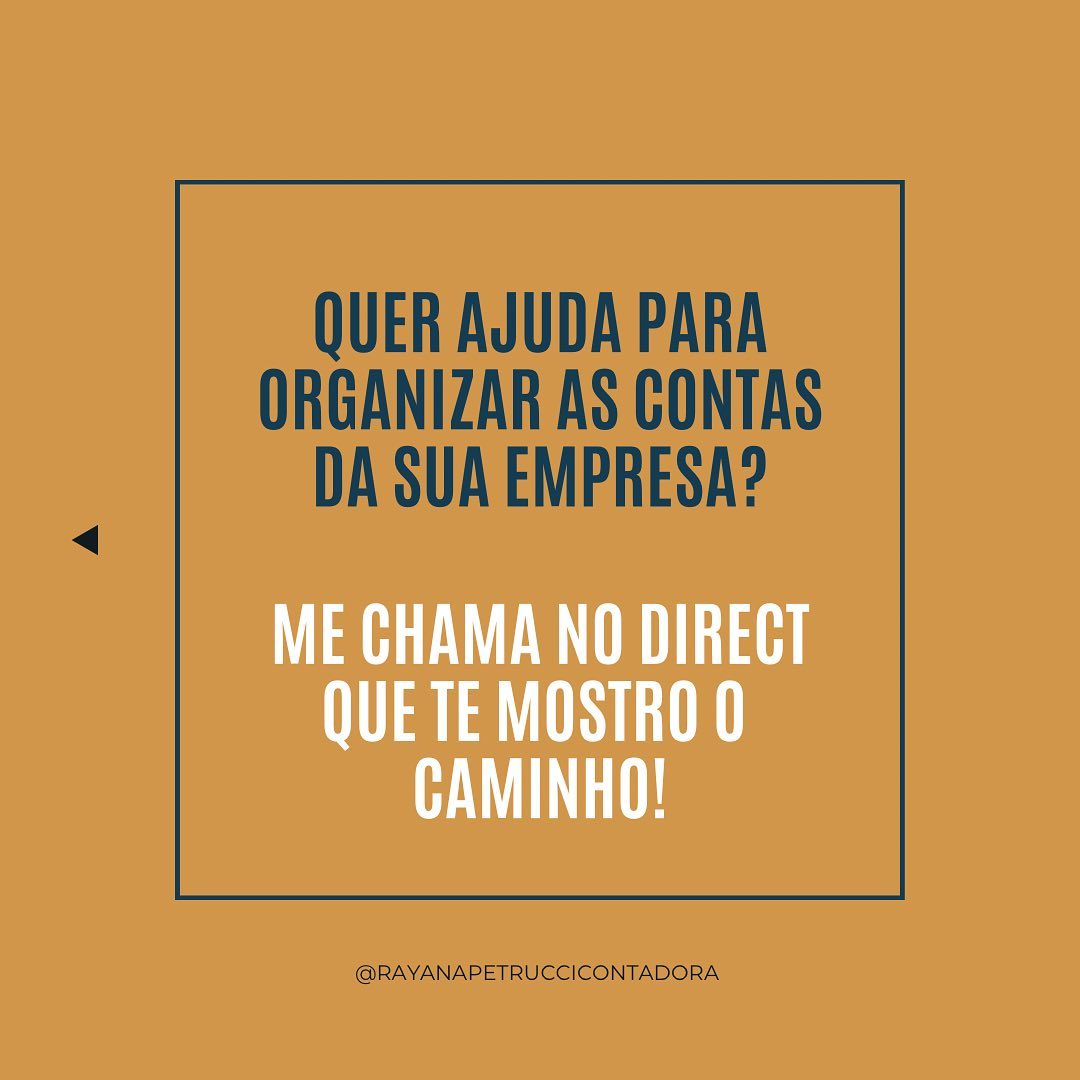 QUER AJUDA PARA
ORGANIZAR AS CONTAS
DA SUA EMPRESA?
ME CHAMA NO DIRECT
QUE TE MOSTRO O
CAMINHO!
@RAYANAPETRUCCICONTADORA